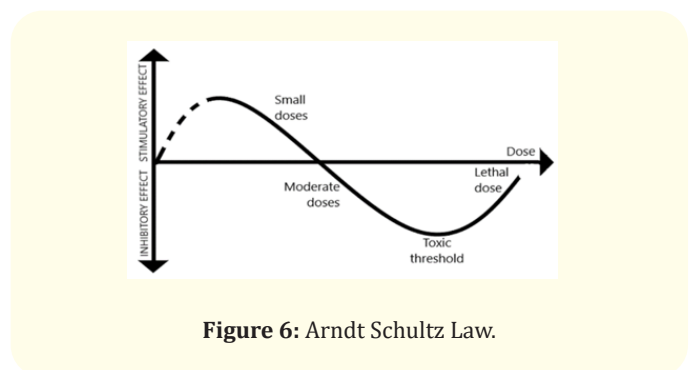 STIMULATORY EFFECT
INHIBITORY EFFECT
Small
doses
Dose
Moderate
doses
Lethal
dose
Toxic
threshold
Figure 6: Arndt Schultz Law.